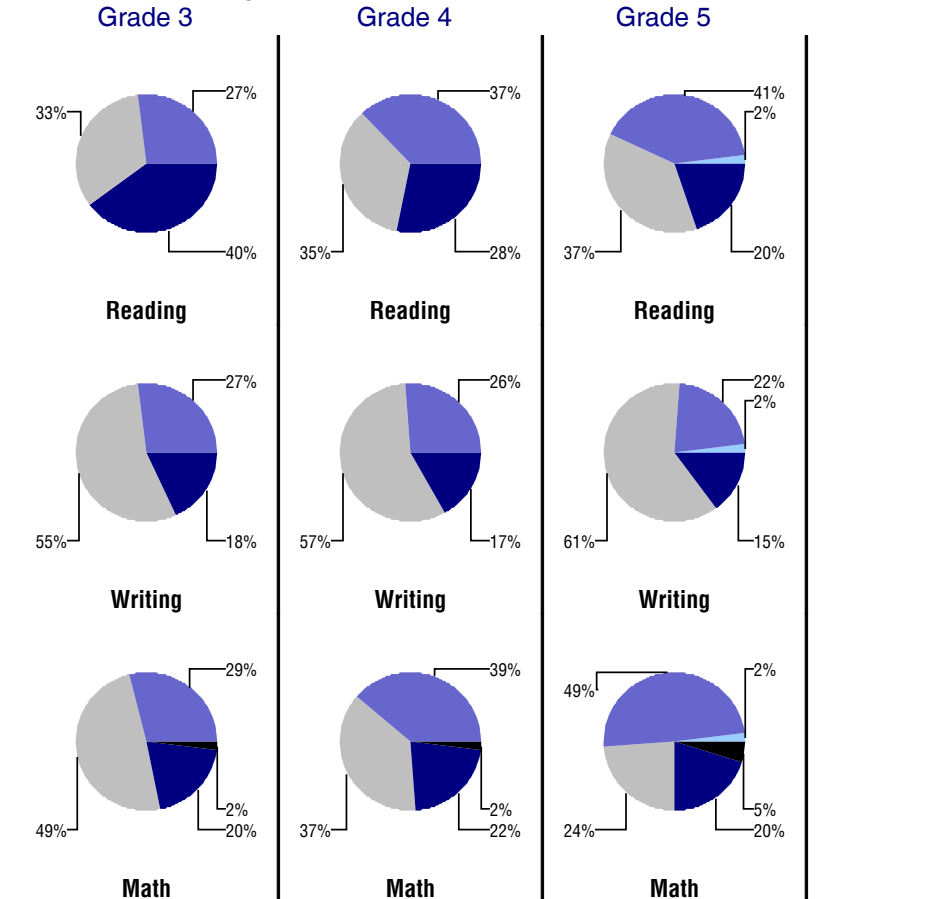 Grade 3 Grade 4 Grade 5
27% 37% 41%
33% 2%
40% 35% 28% 37% 20%
Reading Reading Reading
27% 26% 22%
2%
55% 18% 57% 17% 61% 15%
Writing Writing Writing
29% 39% 2%
49%
2% 2% 5%
49% 20% 37% 22% 24% 20%
Math Math Math